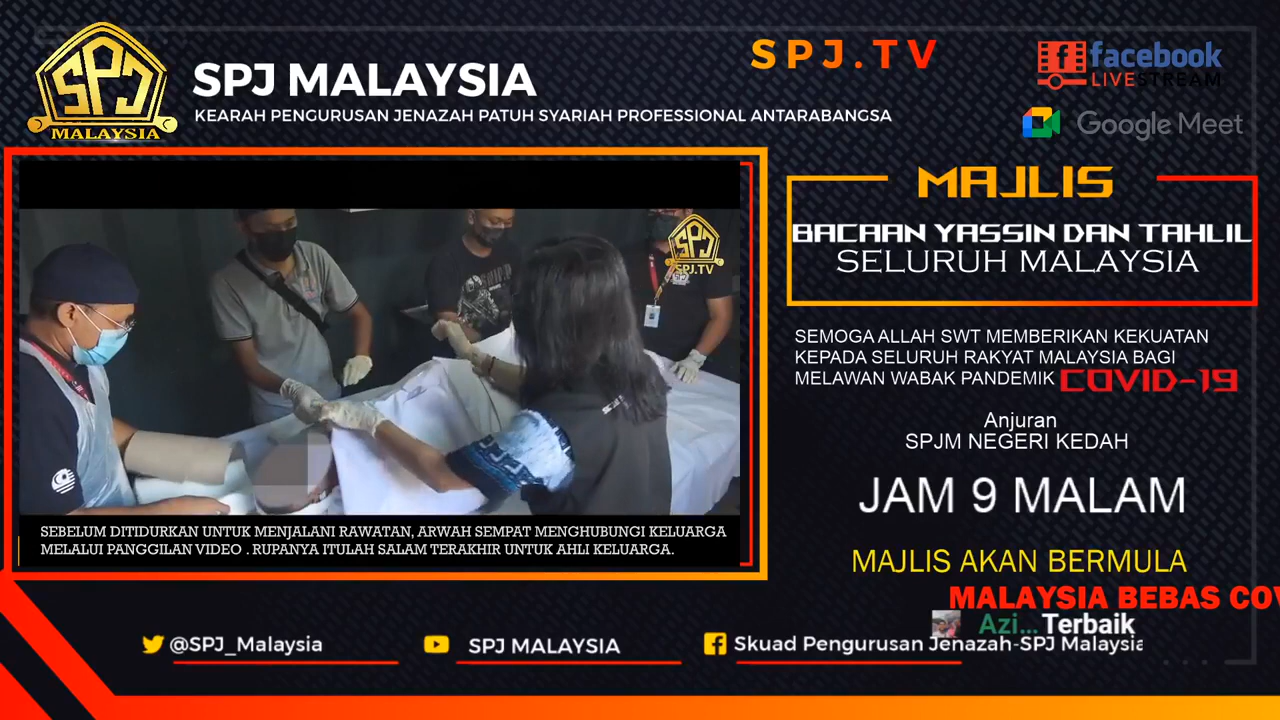 SPJ
MALAYSIA
SPJ MALAYSIA
KEARAH PENGURUSAN JENAZAH PATUH SYARIAH PROFESSIONAL ANTARABANGSA
SPJ.TV
facebook
LIVESTREAM
Google Meet
SPJ
SPJ.TV
SEBELUM DITIDURKAN UNTUK MENJALANI RAWATAN, ARWAH SEMPAT MENGHUBUNGI KELUARGA
MELALUI PANGGILAN VIDEO . RUPANYA ITULAH SALAM TERAKHIR UNTUK AHLI KELUARGA.
MAJLIS
BACAAN YASSIN DAN TAHLIL
SELURUH MALAYSIA
SEMOGA ALLAH SWT MEMBERIKAN KEKUATAN
KEPADA SELURUH RAKYAT MALAYSIA BAGI
MELAWAN WABAK PANDEMIK COVID-19
Anjuran
SPJM NEGERI KEDAH
JAM 9 MALAM
MAJLIS AKAN BERMULA
MALAYSIA BEBAS COV
Azi... Terbaik
@SPJ_Malaysia
SPJ MALAYSIA
Skuad Pengurusan Jenazah-SPJ Malaysia